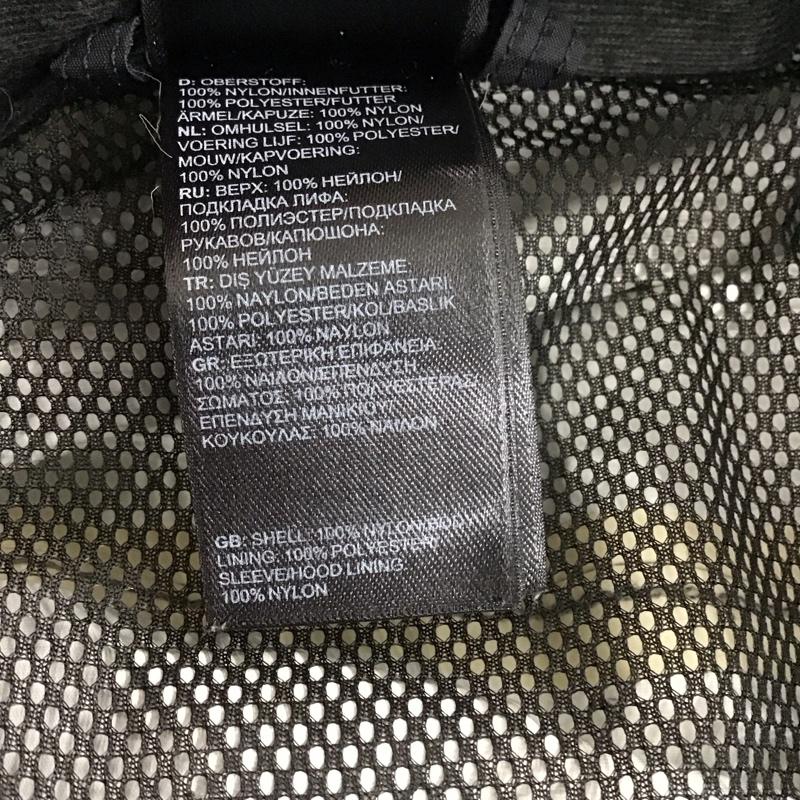 D: OBERSTOFF:
100% NYLON/INNENFUTTER:
100% POLYESTER/FUTTER
ÄRMEL/KAPUZE: 100% NYLON
NL: OMHULSEL: 100% NYLON/
VOERING LIJF: 100% POLYESTER/
MOUW/KAPVOERING:
100% NYLON
RU: ВЕРХ: 100% НЕЙЛОН/
ПОДКЛАДКА ЛИФА:
100% ПОЛИЭСТЕР/ПОДКЛАДКА
РУКАВОВ/КАПЮШОНА:
100% НЕЙЛОН
TR: DIŞ YÜZEY MALZEME:
100% NAYLON/BEDEN ASTARI:
100% POLYESTER/KOL/BASLIK
ASTARI: 100% NAYLON
GR: ΕΞΩΤΕΡΙΚΗ ΕΠΙΦΑΝΕΙΑ:
100% ΝΑΙΛΟΝ/ΕΠΕΝΔΥΣΗ
ΣΩΜΑΤΟΣ: 100% ΠΟΛΥΕΣΤΕΡΑΣ/
ΕΠΕΝΔΥΣΗ ΜΑΝΙΚΙΟΥ/
ΚΟΥΚΟΥΛΑΣ: 100% ΝΑΙΛΟΝ
GB: SHELL: 100% NYLON/BODY
LINING: 100% POLYESTER/
SLEEVE/HOOD LINING:
100% NYLON